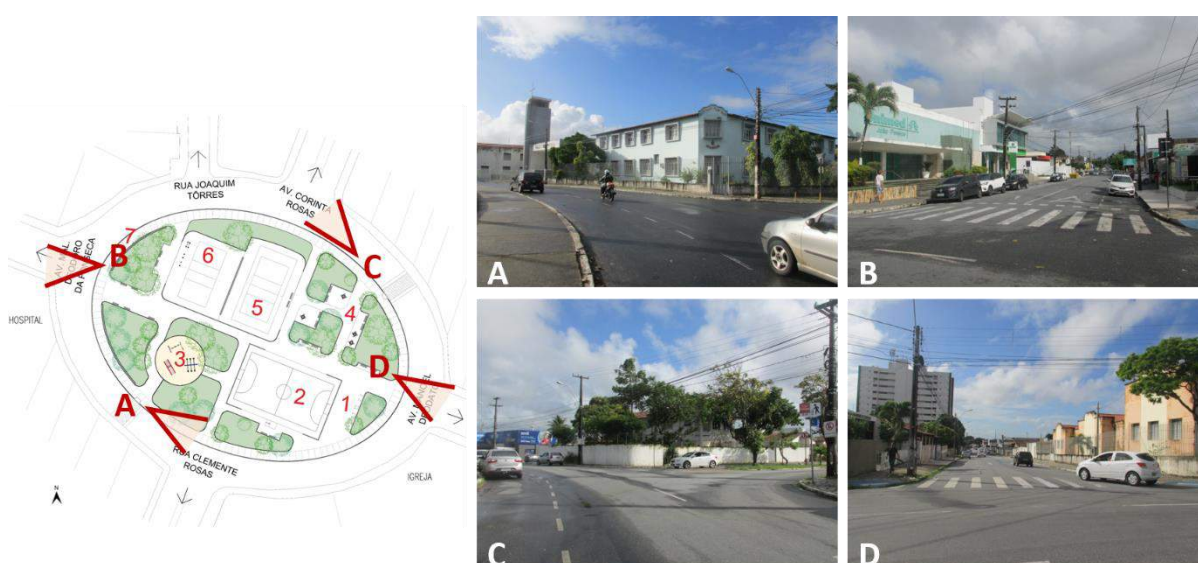 RUA JOAQUIM
TÔRRES
AV. CORINTA
ROSAS
7
B
6
C
5
4
HOSPITAL
3
D
2
A
1
RUA CLEMENTE
ROSAS
IGREJA
N
A
B
C
D